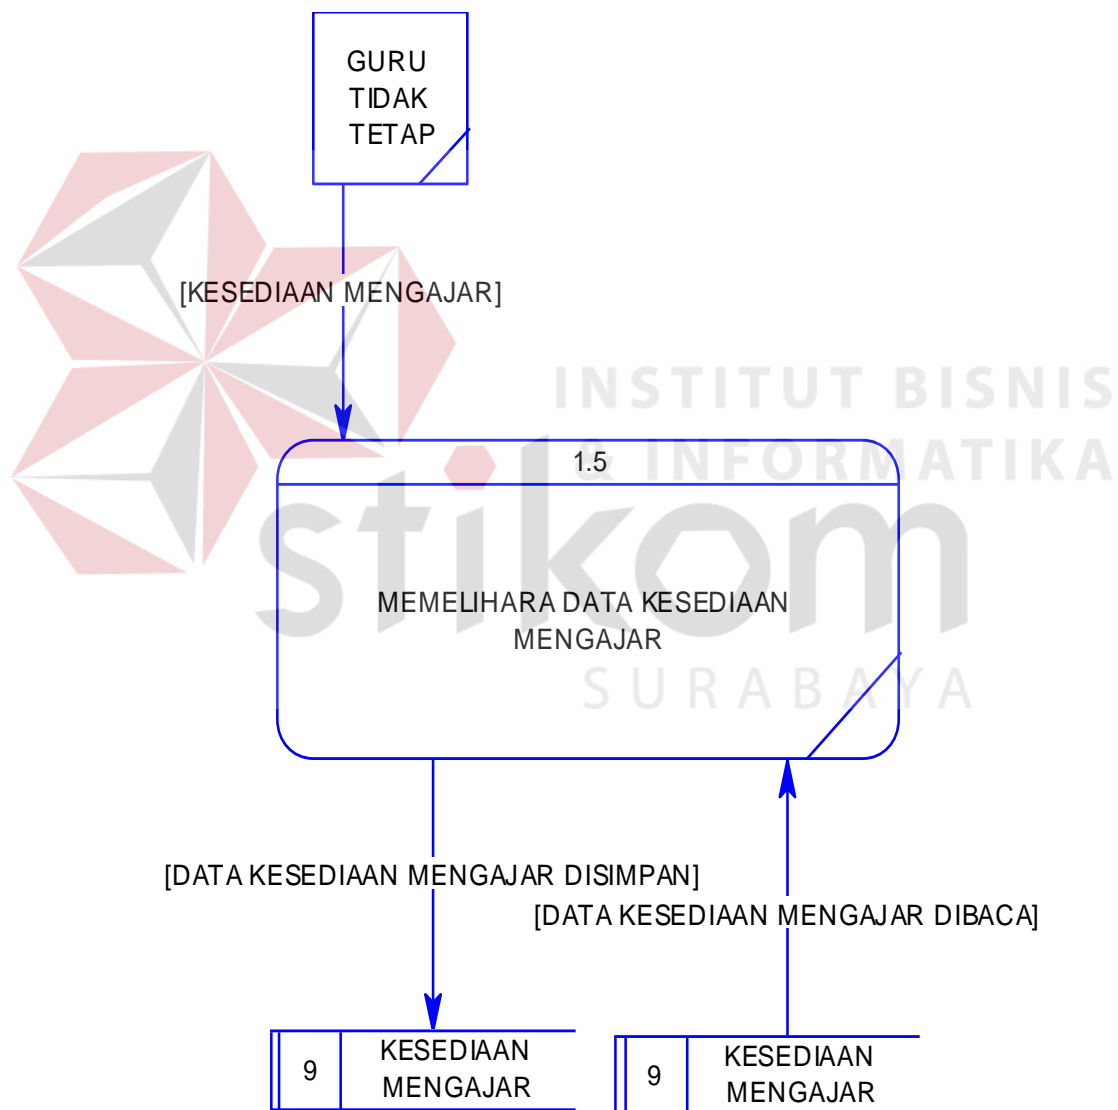 GURU
TIDAK
TETAP
[KESEDIAAN MENGAJAR]
INSTITUT BISNIS
& INFORMATIKA
1.5
stikom
MEMELIHARA DATA KESEDIAAN
MENGAJAR
SURABAYA
[DATA KESEDIAAN MENGAJAR DISIMPAN]
[DATA KESEDIAAN MENGAJAR DIBACA]
9
KESEDIAAN
MENGAJAR
9
KESEDIAAN
MENGAJAR